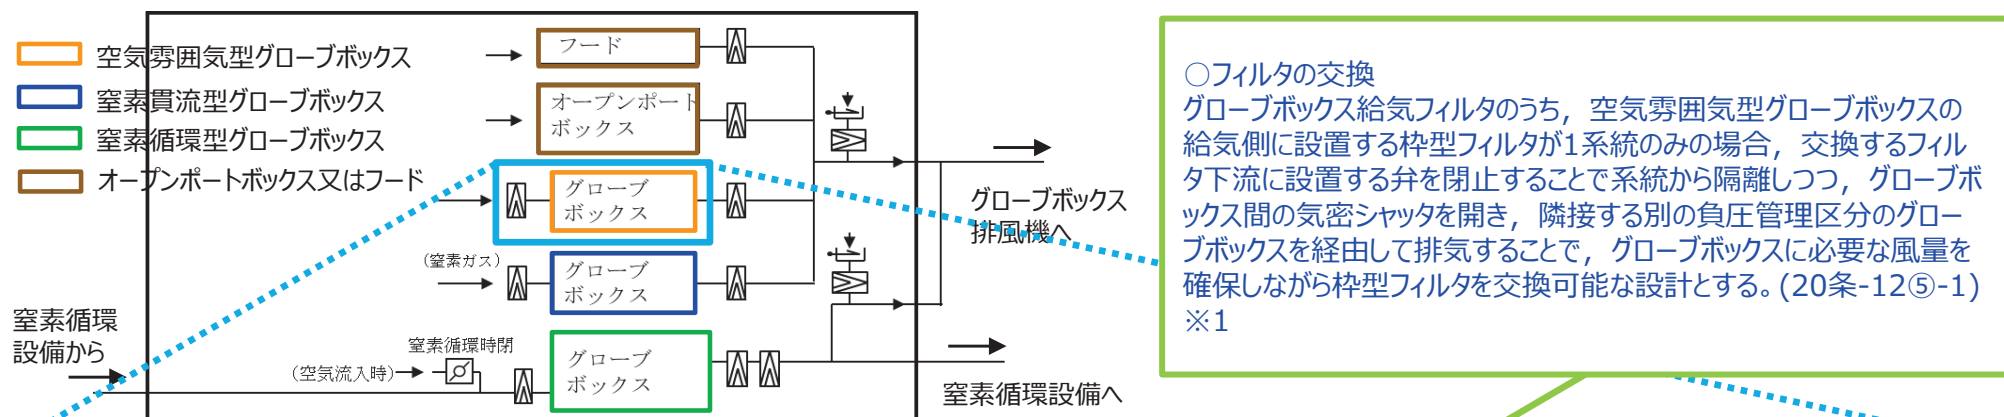 空気雰囲気型グローブボックス
窒素貫流型グローブボックス
窒素循環型グローブボックス
オープンポートボックス又はフード
フード
オープンポート
ボックス
グローブ
ボックス
(窒素ガス)
グローブ
ボックス
窒素循環
設備から
窒素循環時閉
(空気流入時)
グローブ
ボックス
グローブボックス
排風機へ
窒素循環設備へ
○フィルタの交換
グローブボックス給気フィルタのうち，空気雰囲気型グローブボックスの
給気側に設置する枠型フィルタが1系統のみの場合，交換するフィル
タ下流に設置する弁を閉止することで系統から隔離しつつ，グローブボ
ックス間の気密シャッタを開き，隣接する別の負圧管理区分のグロー
ブボックスを経由して排気することで，グローブボックスに必要な風量を
確保しながら枠型フィルタを交換可能な設計とする。(20条-12⑤-1)
※1